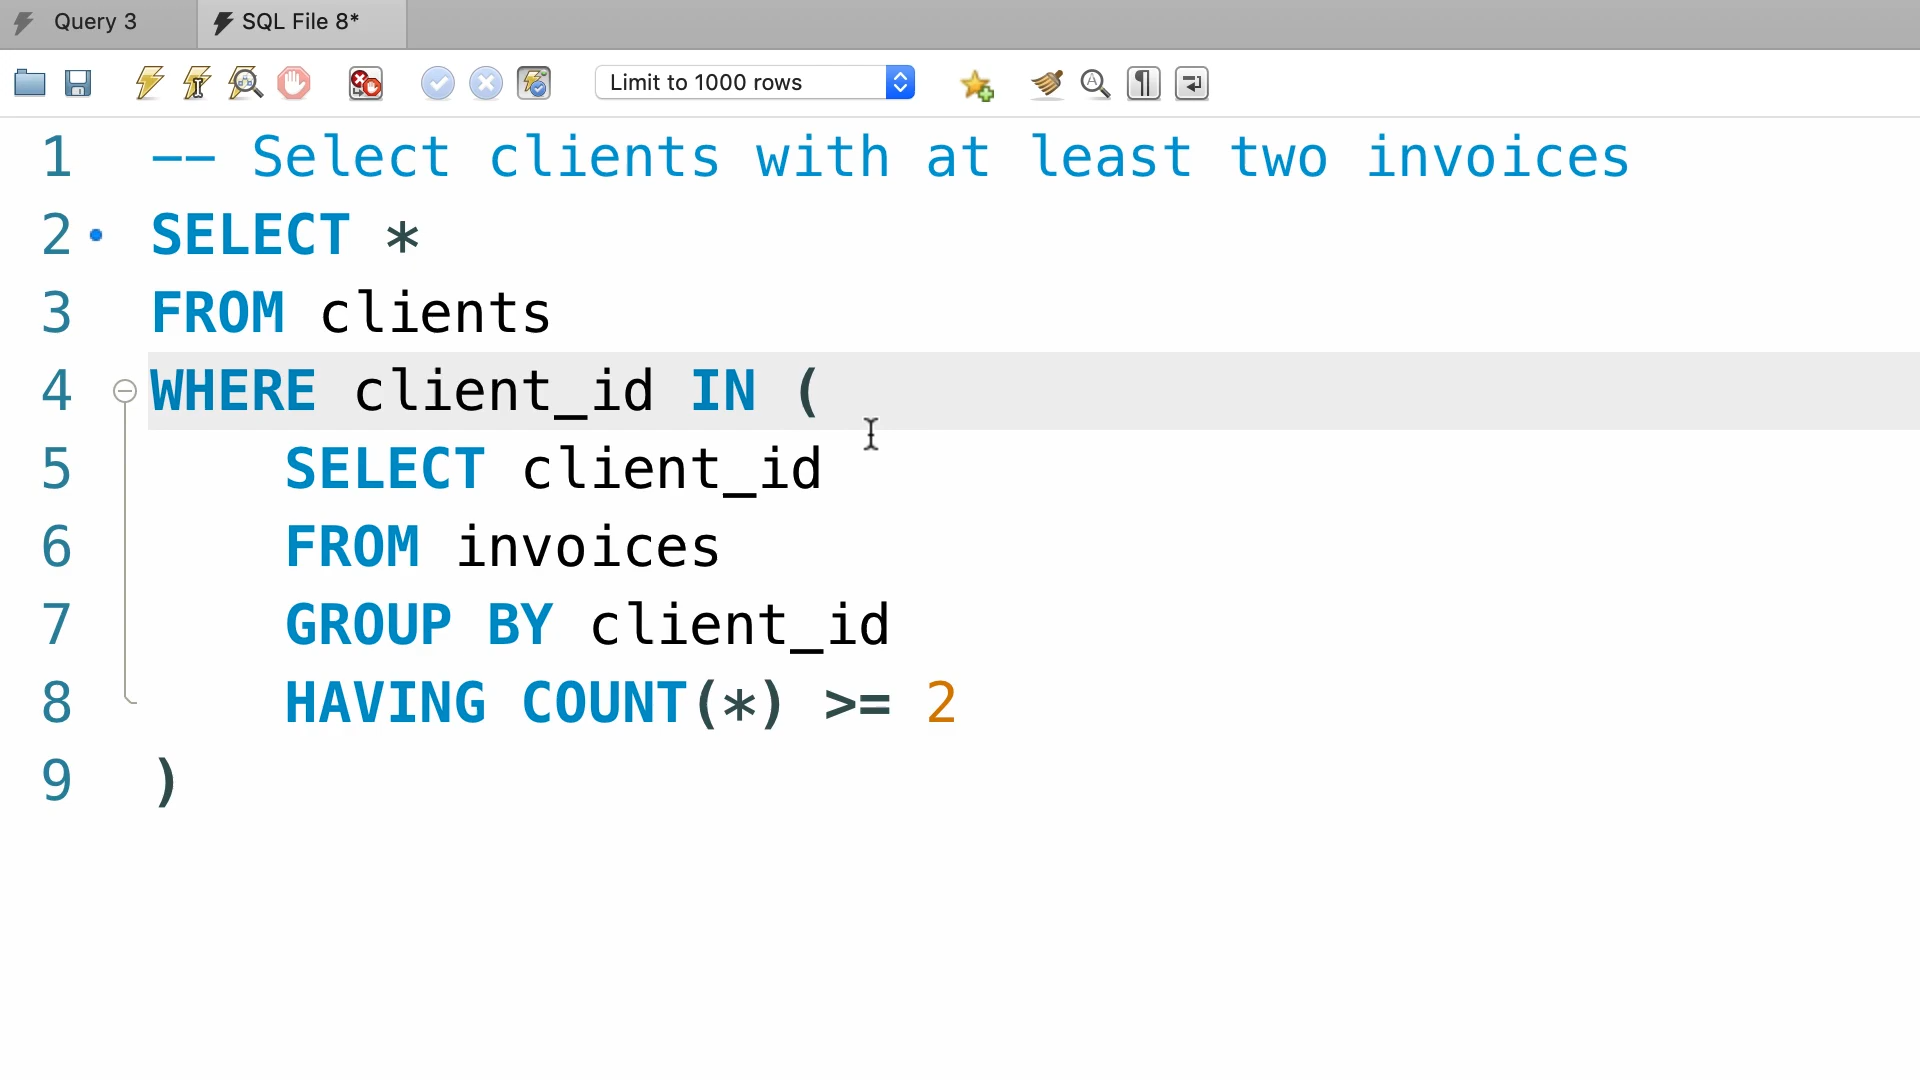 Query 3
SQL File 8*
Limit to 1000 rows
1 -- Select clients with at least two invoices
2 SELECT *
3 FROM clients
4 WHERE client_id IN (
5 SELECT client_id
6 FROM invoices
7 GROUP BY client_id
8 HAVING COUNT(*) >= 2
9 )